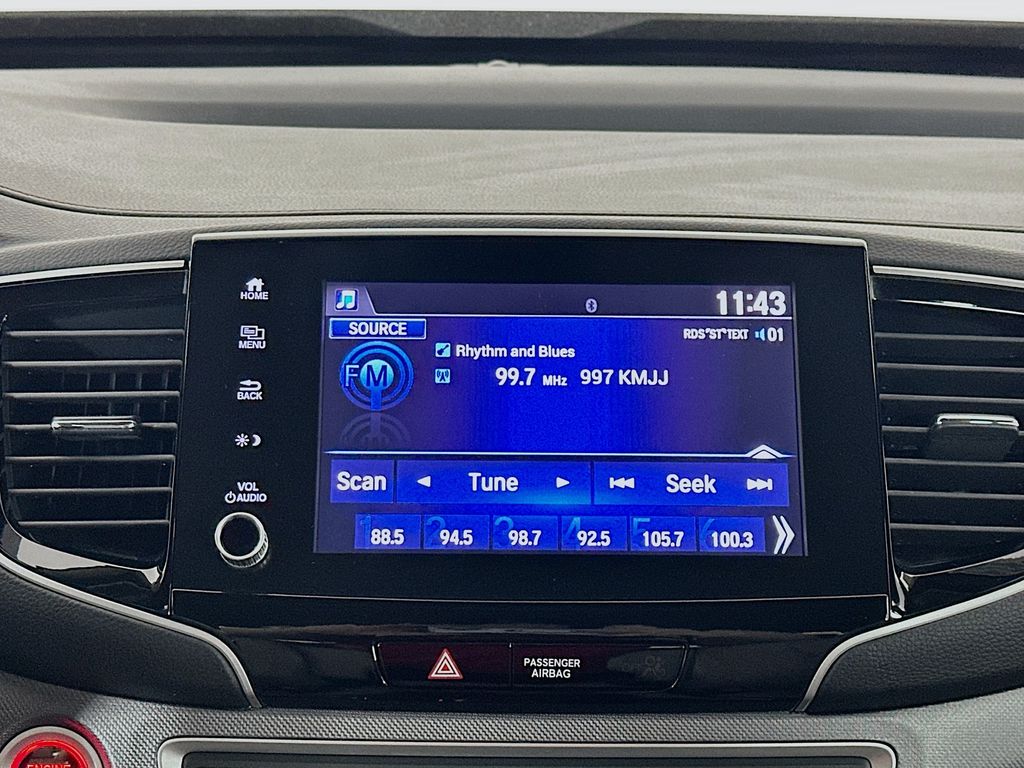 HOME
MENU
BACK
VOL
AUDIO
11:43
SOURCE
RDS ST TEXT 01
FM
Rhythm and Blues
99.7 MHz 997 KMJJ
Scan Tune Seek
1 88.5 2 94.5 3 98.7 4 92.5 5 105.7 6 100.3
PASSENGER
AIRBAG
ENGINE